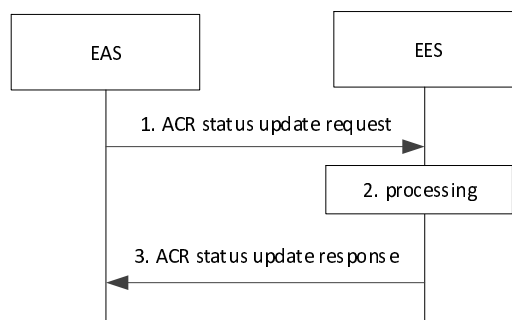 EAS
EES
1. ACR status update request
2. processing
3. ACR status update response